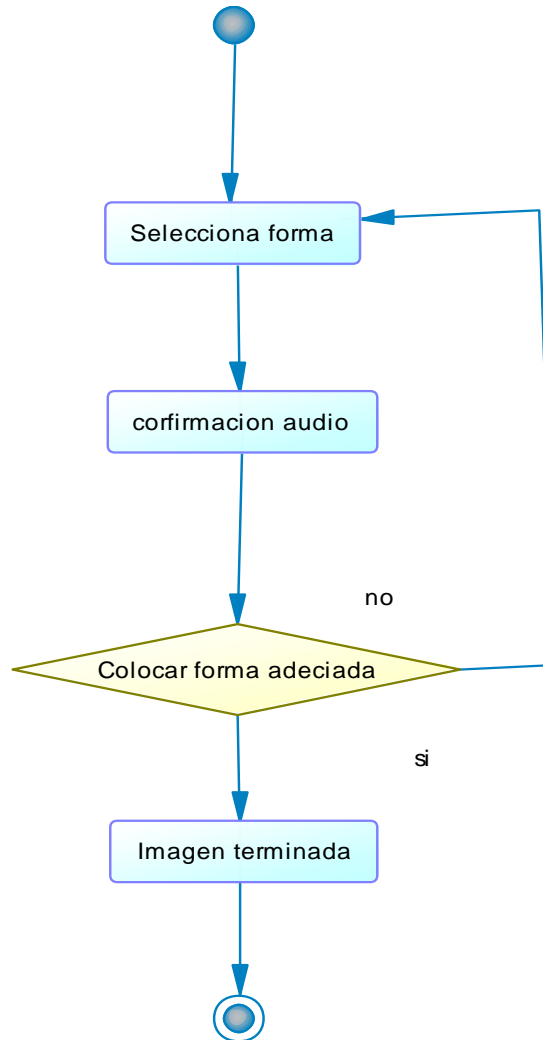 Selecciona forma
corfirmacion audio
no
Colocar forma adeciada
si
Imagen terminada